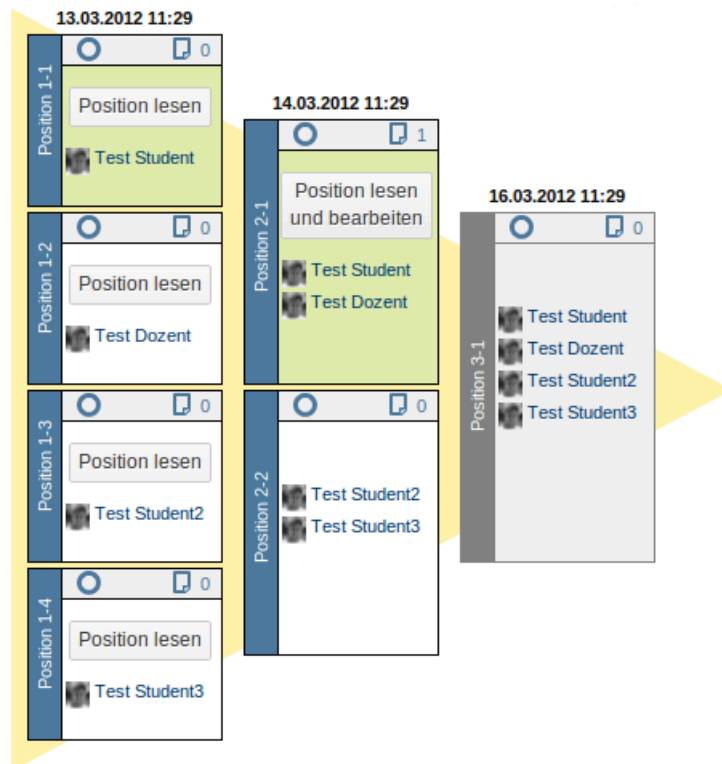 13.03.2012 11:29
Position 1-1
0
Position lesen
Test Student
Position 1-2
0
Position lesen
Test Dozent
Position 1-3
0
Position lesen
Test Student2
Position 1-4
0
Position lesen
Test Student3
14.03.2012 11:29
Position 2-1
1
Position lesen
und bearbeiten
Test Student
Test Dozent
Position 2-2
0
Test Student2
Test Student3
16.03.2012 11:29
Position 3-1
0
Test Student
Test Dozent
Test Student2
Test Student3